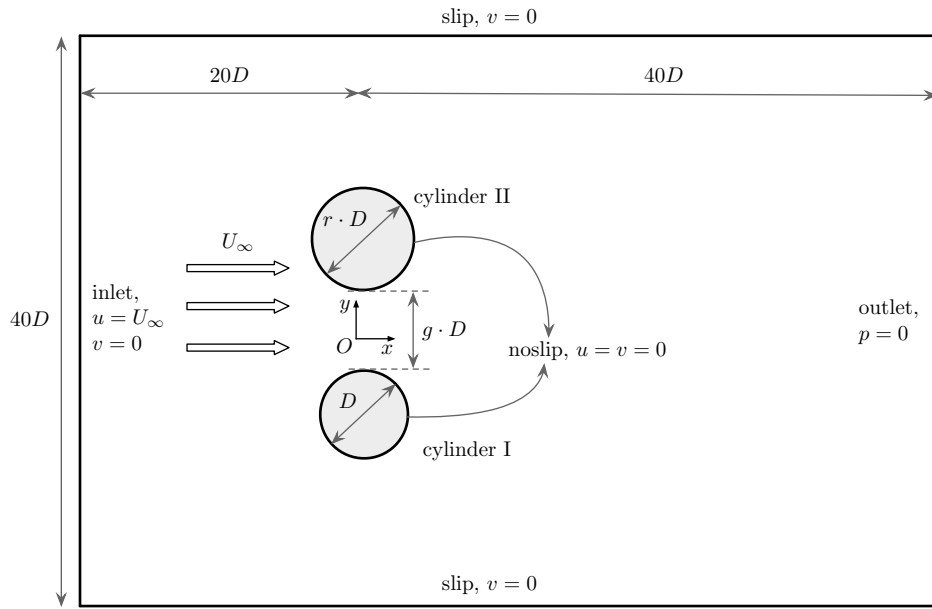 slip, v = 0
20D
40D
cylinder II
r · D
U∞
inlet,
u = U∞
v = 0
40D
y
O
x
g · D
outlet,
p = 0
noslip, u = v = 0
D
cylinder I
slip, v = 0